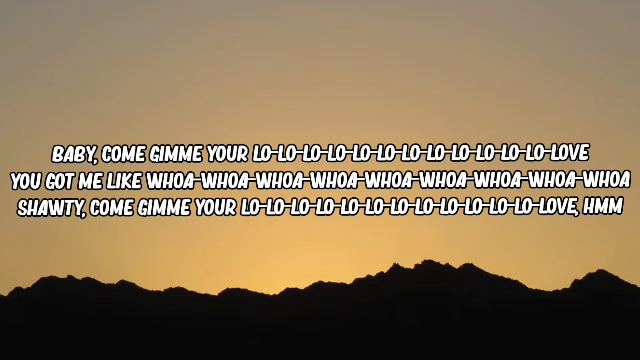 BABY, COME GIMME YOUR LO-LO-LO-LO-LO-LO-LO-LO-LO-LO-LO-LO-LOVE
YOU GOT ME LIKE WHOA-WHOA-WHOA-WHOA-WHOA-WHOA-WHOA-WHOA-WHOA
SHAWTY, COME GIMME YOUR LO-LO-LO-LO-LO-LO-LO-LO-LO-LO-LO-LO-LOVE, HMM